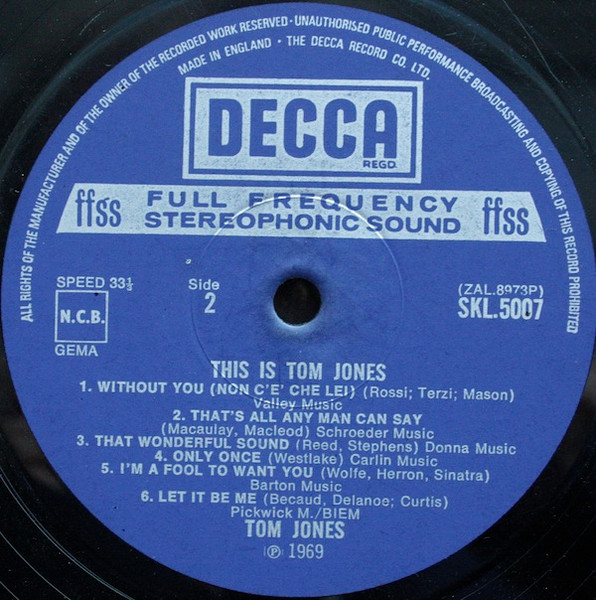 ALL RIGHTS OF THE MANUFACTURER AND OF THE OWNER OF THE RECORDED WORK RESERVED · UNAUTHORISED PUBLIC PERFORMANCE BROADCASTING AND COPYING OF THIS RECORD PROHIBITED
MADE IN ENGLAND · THE DECCA RECORD CO. LTD.
DECCA
REGD.
ffss FULL FREQUENCY ffss
STEREOPHONIC SOUND
SPEED 33⅓
N.C.B.
GEMA
Side
2
(ZAL.8973P)
SKL.5007
THIS IS TOM JONES
1. WITHOUT YOU (NON C'E' CHE LEI) (Rossi; Terzi; Mason)
Valley Music
2. THAT'S ALL ANY MAN CAN SAY
(Macaulay, Macleod) Schroeder Music
3. THAT WONDERFUL SOUND (Reed, Stephens) Donna Music
4. ONLY ONCE (Westlake) Carlin Music
5. I'M A FOOL TO WANT YOU (Wolfe, Herron, Sinatra)
Barton Music
6. LET IT BE ME (Becaud, Delanoe; Curtis)
Pickwick M./BIEM
TOM JONES
℗ 1969